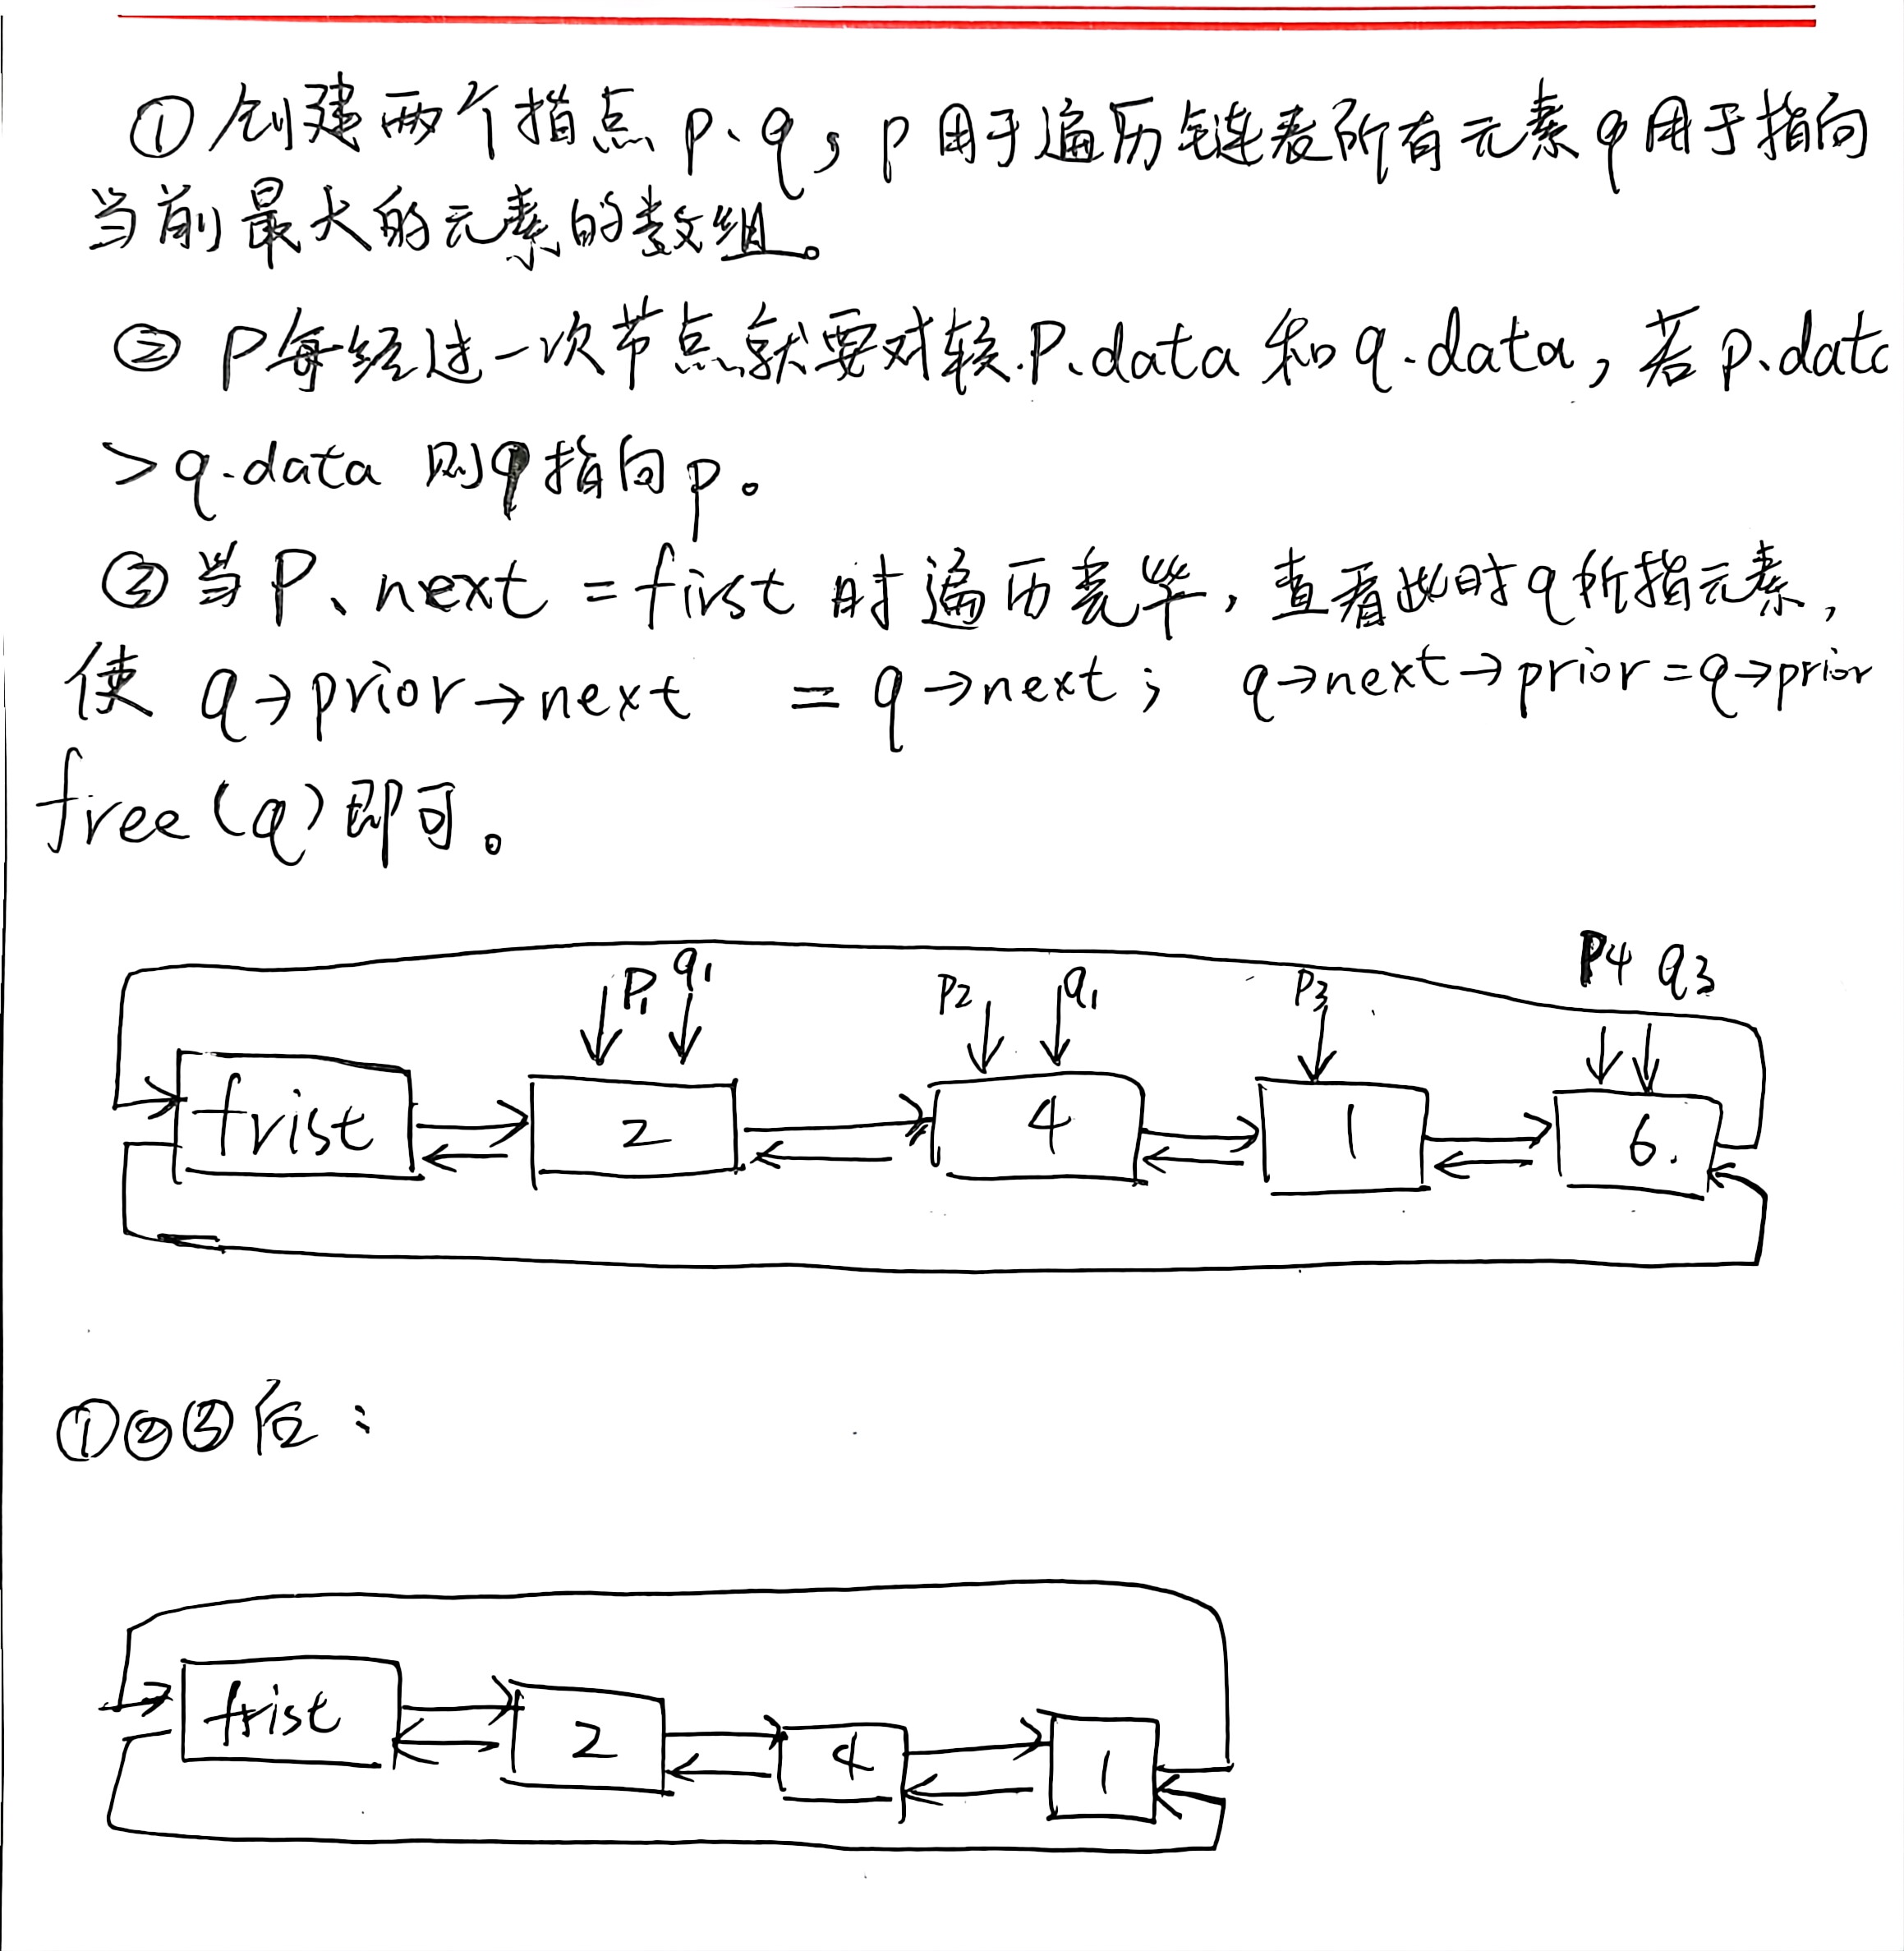 ①创建两个指点 p、q，p用于遍历链表所有元素q用于指向
当前最大的元素的数组。
② P每经过一次节点就要对较.P.data 和 q.data，若 p.data
>q.data 则q指向p。
③当P、next = first 时遍历完毕，查看此时q所指元素，
使 q→prior→next = q→next； q→next→prior=q→prior
free(q)即可。
P4 q3
P1 q1 P2 q1 P3
frist 2 4 1 6.
①②③后：
frist 2 4 1